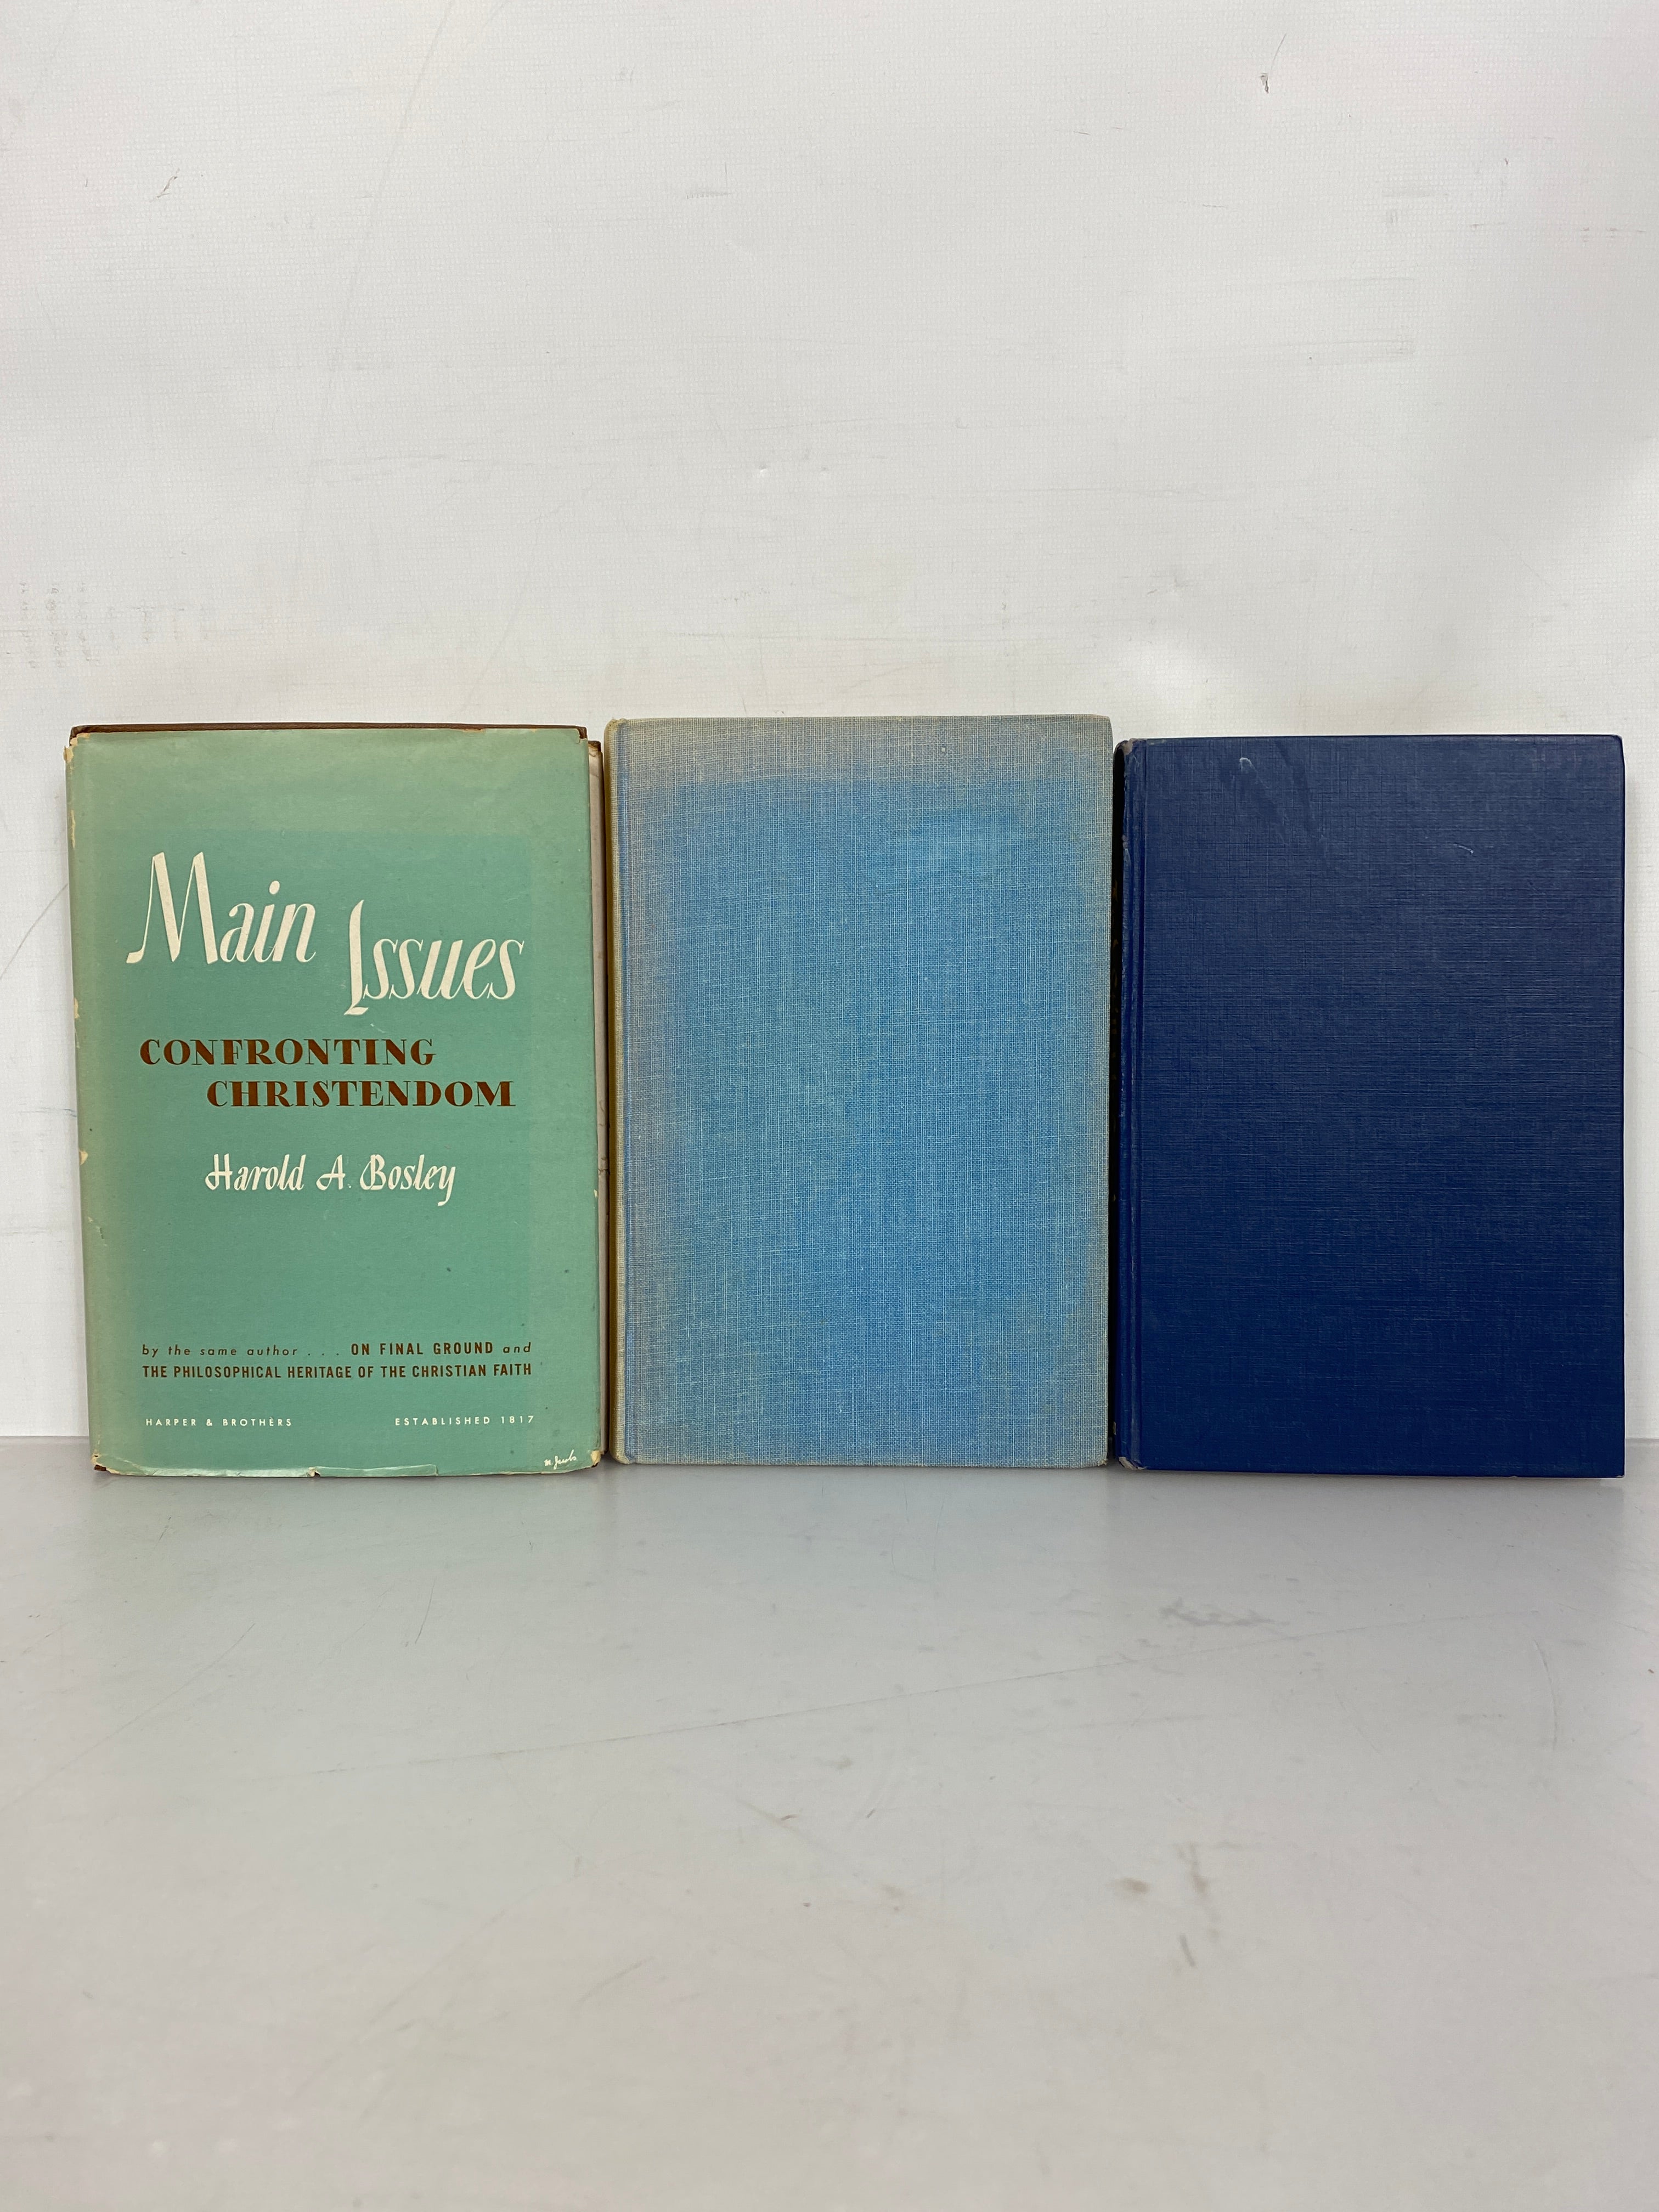 Main Issues
CONFRONTING
CHRISTENDOM
Harold A. Bosley
by the same author . . . ON FINAL GROUND and
THE PHILOSOPHICAL HERITAGE OF THE CHRISTIAN FAITH
HARPER & BROTHERS ESTABLISHED 1817